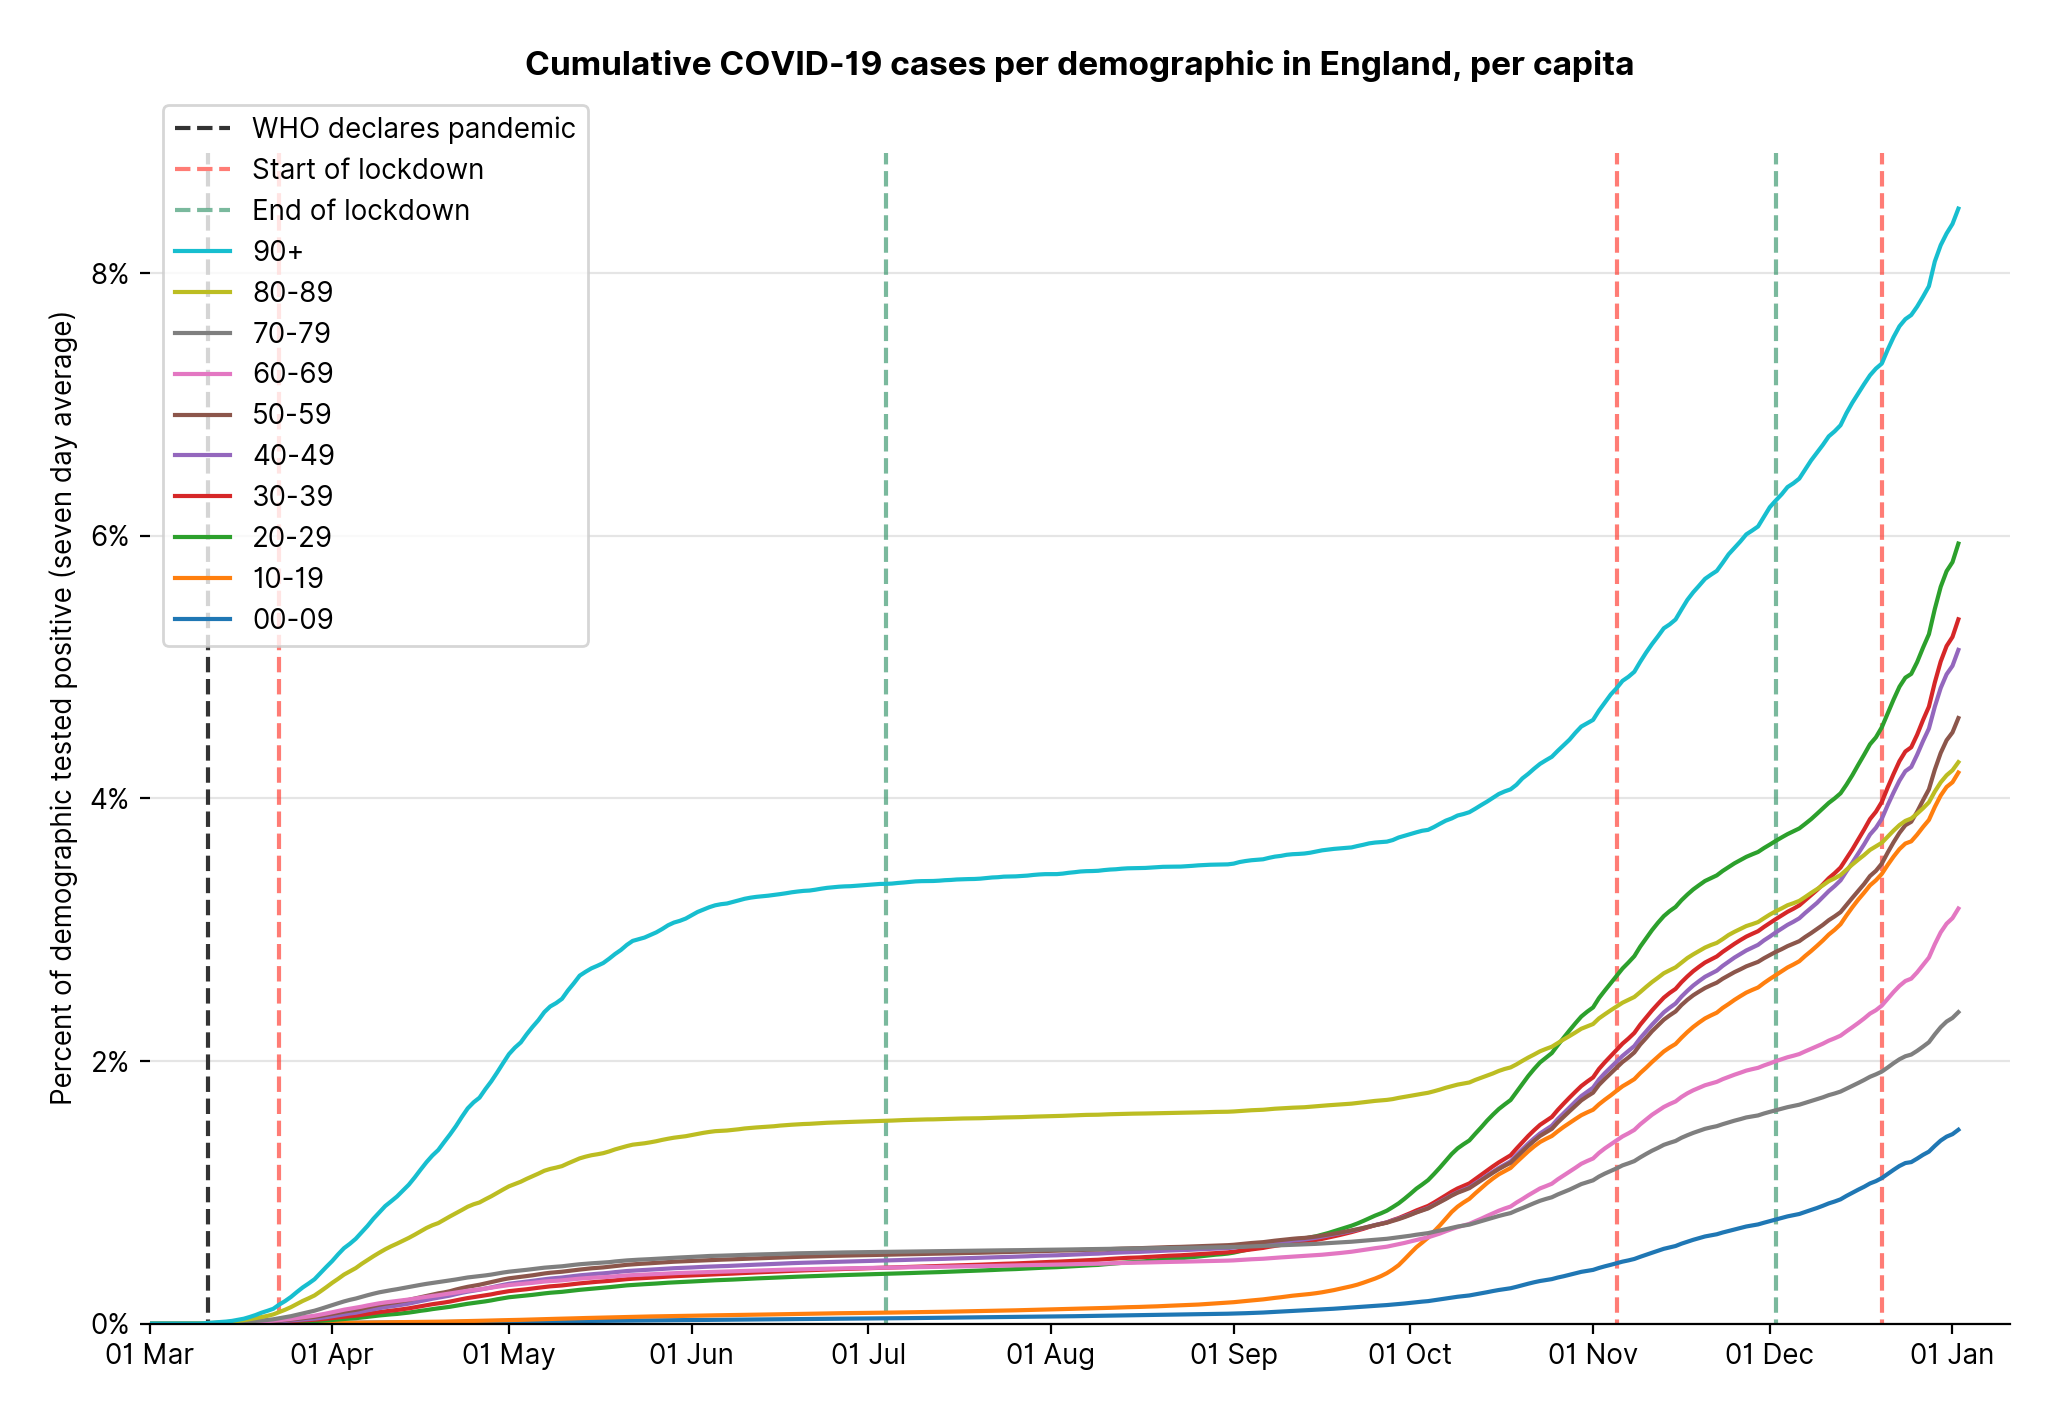 Cumulative COVID-19 cases per demographic in England, per capita
WHO declares pandemic
Start of lockdown
End of lockdown
90+
80-89
70-79
60-69
50-59
40-49
30-39
20-29
10-19
00-09
Percent of demographic tested positive (seven day average)
8%
6%
4%
2%
0%
01 Mar 01 Apr 01 May 01 Jun 01 Jul 01 Aug 01 Sep 01 Oct 01 Nov 01 Dec 01 Jan